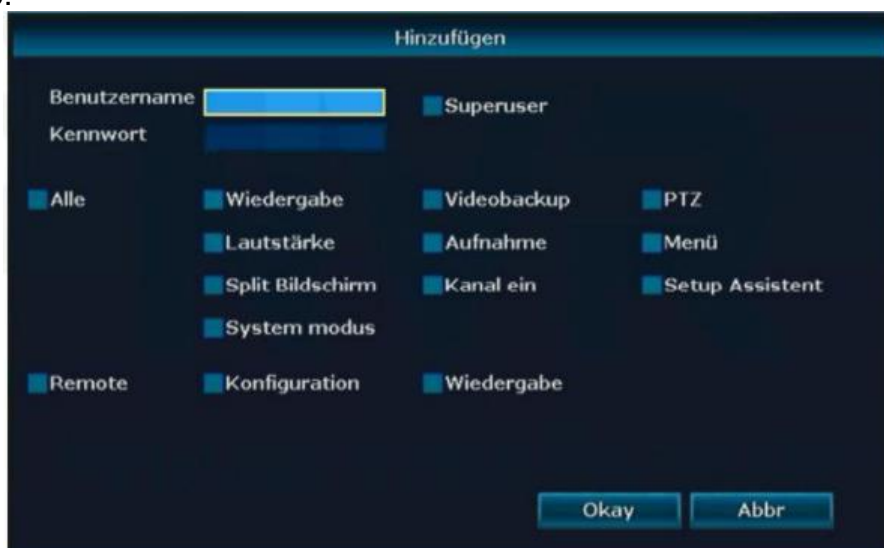 Hinzufügen
Benutzername Superuser
Kennwort
Alle Wiedergabe Videobackup PTZ
Lautstärke Aufnahme Menü
Split Bildschirm Kanal ein Setup Assistent
System modus
Remote Konfiguration Wiedergabe
Okay Abbr